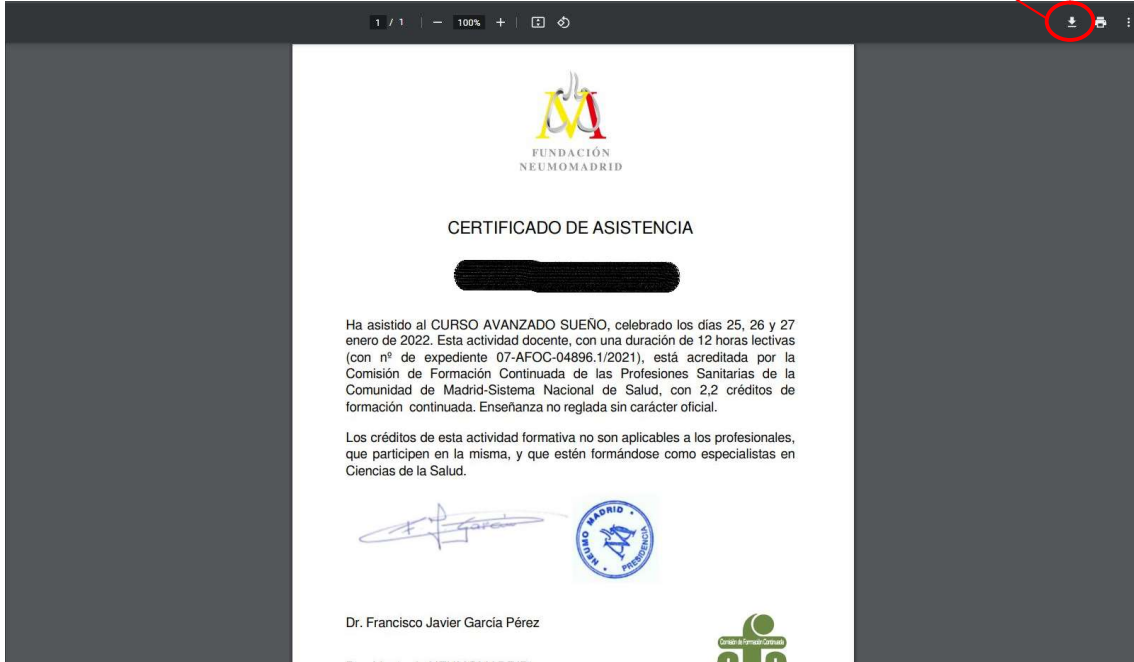 1 / 1 | − 100% + |
FUNDACIÓN
NEUMOMADRID
CERTIFICADO DE ASISTENCIA
Ha asistido al CURSO AVANZADO SUEÑO, celebrado los días 25, 26 y 27
enero de 2022. Esta actividad docente, con una duración de 12 horas lectivas
(con nº de expediente 07-AFOC-04896.1/2021), está acreditada por la
Comisión de Formación Continuada de las Profesiones Sanitarias de la
Comunidad de Madrid-Sistema Nacional de Salud, con 2,2 créditos de
formación continuada. Enseñanza no reglada sin carácter oficial.
Los créditos de esta actividad formativa no son aplicables a los profesionales,
que participen en la misma, y que estén formándose como especialistas en
Ciencias de la Salud.
García
NEUMO MADRID • PRESIDENCIA •
Dr. Francisco Javier García Pérez
Comisión de Formación Continuada